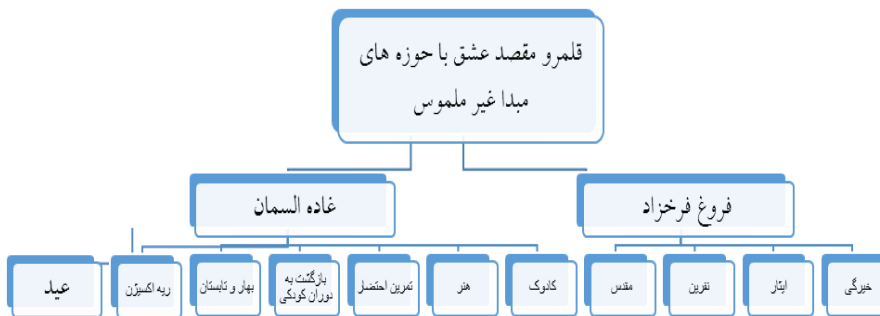 قلمرو مقصد عشق با حوزه های
مبدا غیر ملموس
فروغ فرخزاد
غاده السمان
خیرگی
ایثار
نفرین
مقدس
کادوک
هنر
تمرین احتضار
بازگشت به
دوران کودکی
بهار و تابستان
ریه اکسیژن
عید